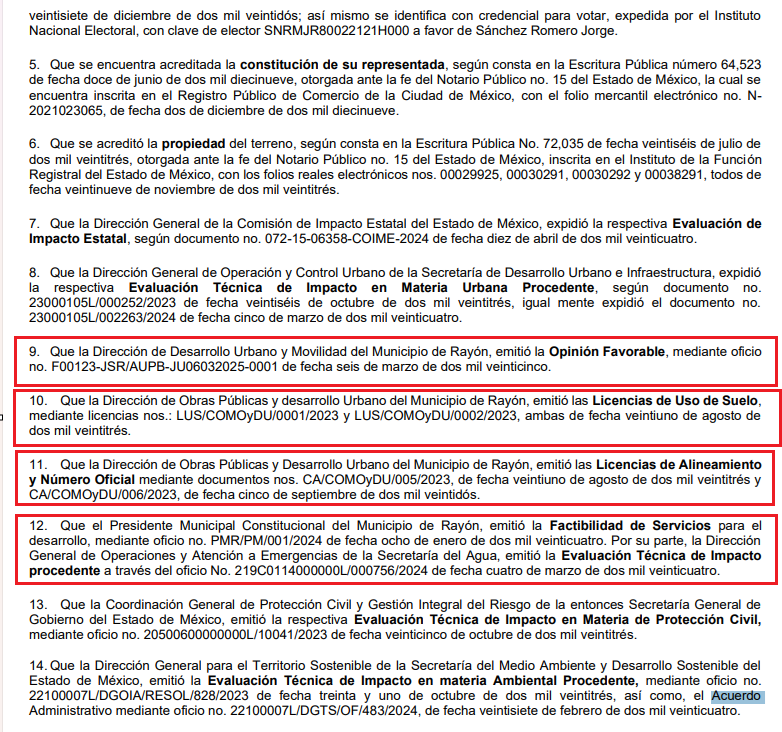 veintisiete de diciembre de dos mil veintidós; así mismo se identifica con credencial para votar, expedida por el Instituto
Nacional Electoral, con clave de elector SNRMJR80022121H000 a favor de Sánchez Romero Jorge.
5. Que se encuentra acreditada la constitución de su representada, según consta en la Escritura Pública número 64,523
de fecha doce de junio de dos mil diecinueve, otorgada ante la fe del Notario Público no. 15 del Estado de México, la cual se
encuentra inscrita en el Registro Público de Comercio de la Ciudad de México, con el folio mercantil electrónico no. N-
2021023065, de fecha dos de diciembre de dos mil diecinueve.
6. Que se acreditó la propiedad del terreno, según consta en la Escritura Pública No. 72,035 de fecha veintiséis de julio de
dos mil veintitrés, otorgada ante la fe del Notario Público no. 15 del Estado de México, inscrita en el Instituto de la Función
Registral del Estado de México, con los folios reales electrónicos nos. 00029925, 00030291, 00030292 y 00038291, todos de
fecha veintinueve de noviembre de dos mil veintitrés.
7. Que la Dirección General de la Comisión de Impacto Estatal del Estado de México, expidió la respectiva Evaluación de
Impacto Estatal, según documento no. 072-15-06358-COIME-2024 de fecha diez de abril de dos mil veinticuatro.
8. Que la Dirección General de Operación y Control Urbano de la Secretaría de Desarrollo Urbano e Infraestructura, expidió
la respectiva Evaluación Técnica de Impacto en Materia Urbana Procedente, según documento no.
23000105L/000252/2023 de fecha veintiséis de octubre de dos mil veintitrés, igual mente expidió el documento no.
23000105L/002263/2024 de fecha cinco de marzo de dos mil veinticuatro.
9. Que la Dirección de Desarrollo Urbano y Movilidad del Municipio de Rayón, emitió la Opinión Favorable, mediante oficio
no. F00123-JSR/AUPB-JU06032025-0001 de fecha seis de marzo de dos mil veinticinco.
10. Que la Dirección de Obras Públicas y desarrollo Urbano del Municipio de Rayón, emitió las Licencias de Uso de Suelo,
mediante licencias nos.: LUS/COMOyDU/0001/2023 y LUS/COMOyDU/0002/2023, ambas de fecha veintiuno de agosto de
dos mil veintitrés.
11. Que la Dirección de Obras Públicas y Desarrollo Urbano del Municipio de Rayón, emitió las Licencias de Alineamiento
y Número Oficial mediante documentos nos. CA/COMOyDU/005/2023, de fecha veintiuno de agosto de dos mil veintitrés y
CA/COMOyDU/006/2023, de fecha cinco de septiembre de dos mil veintidós.
12. Que el Presidente Municipal Constitucional del Municipio de Rayón, emitió la Factibilidad de Servicios para el
desarrollo, mediante oficio no. PMR/PM/001/2024 de fecha ocho de enero de dos mil veinticuatro. Por su parte, la Dirección
General de Operaciones y Atención a Emergencias de la Secretaría del Agua, emitió la Evaluación Técnica de Impacto
procedente a través del oficio No. 219C0114000000L/000756/2024 de fecha cuatro de marzo de dos mil veinticuatro.
13. Que la Coordinación General de Protección Civil y Gestión Integral del Riesgo de la entonces Secretaría General de
Gobierno del Estado de México, emitió la respectiva Evaluación Técnica de Impacto en Materia de Protección Civil,
mediante oficio no. 20500600000000L/10041/2023 de fecha veinticinco de octubre de dos mil veintitrés.
14. Que la Dirección General para el Territorio Sostenible de la Secretaría del Medio Ambiente y Desarrollo Sostenible del
Estado de México, emitió la Evaluación Técnica de Impacto en materia Ambiental Procedente, mediante oficio no.
22100007L/DGOIA/RESOL/828/2023 de fecha treinta y uno de octubre de dos mil veintitrés, así como, el Acuerdo
Administrativo mediante oficio no. 22100007L/DGTS/OF/483/2024, de fecha veintisiete de febrero de dos mil veinticuatro.